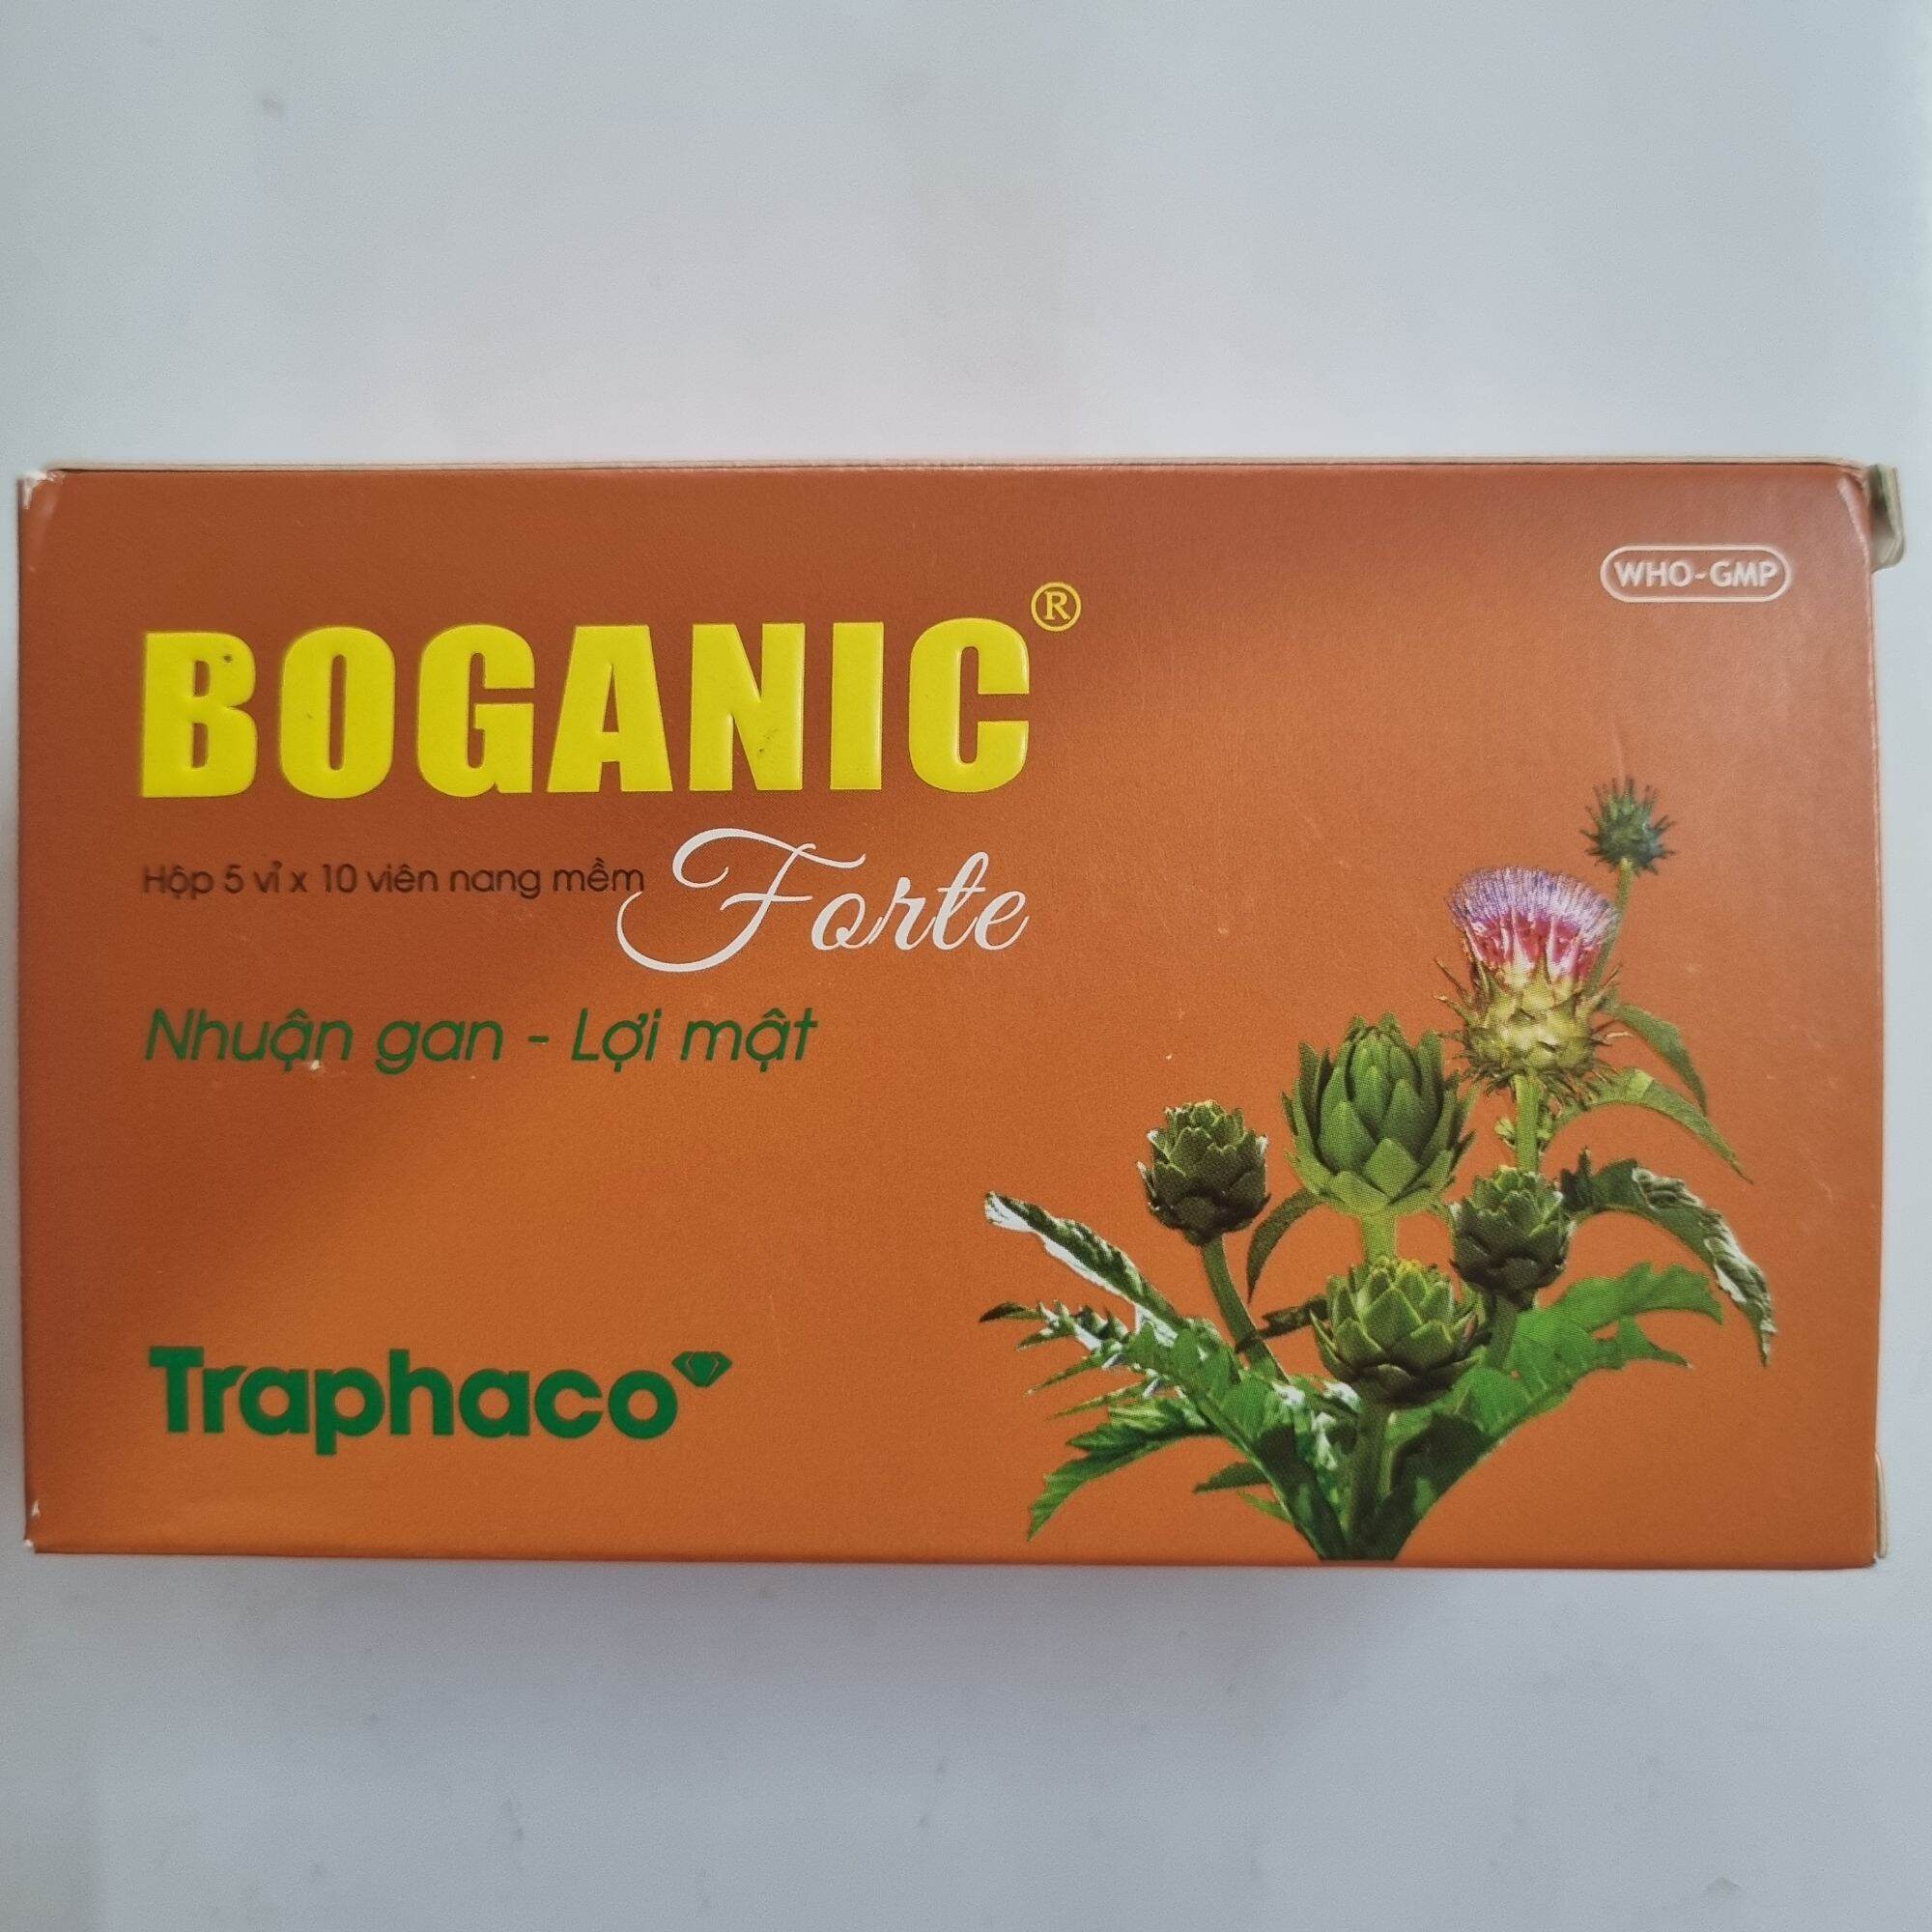 WHO-GMP
BOGANIC®
Forte
Hộp 5 vỉ x 10 viên nang mềm
Nhuận gan - Lợi mật
Traphaco